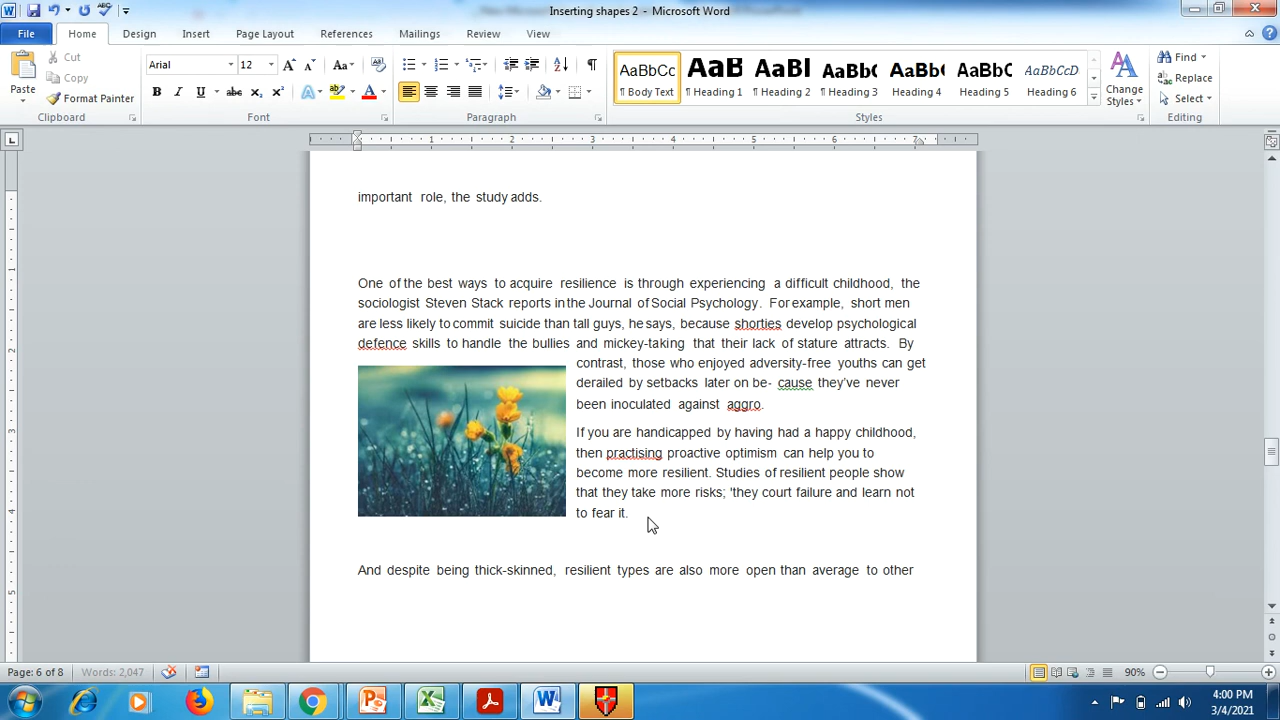 Inserting shapes 2 - Microsoft Word
File Home Design Insert Page Layout References Mailings Review View
Cut
Copy
Format Painter
Paste
Clipboard
Arial 12
Font
Paragraph
AaBbCc AaBb AaBl AaBbC AaBbC AaBbC AaBbCcD
¶ Body Text ¶ Heading 1 ¶ Heading 2 ¶ Heading 3 Heading 4 Heading 5 Heading 6
Change Styles
Styles
Find
Replace
Select
Editing
1 2 3 4 5 6 7
important role, the study adds.
One of the best ways to acquire resilience is through experiencing a difficult childhood, the
sociologist Steven Stack reports in the Journal of Social Psychology. For example, short men
are less likely to commit suicide than tall guys, he says, because shorties develop psychological
defence skills to handle the bullies and mickey-taking that their lack of stature attracts. By
contrast, those who enjoyed adversity-free youths can get
derailed by setbacks later on be- cause they've never
been inoculated against aggro.
If you are handicapped by having had a happy childhood,
then practising proactive optimism can help you to
become more resilient. Studies of resilient people show
that they take more risks; 'they court failure and learn not
to fear it.
And despite being thick-skinned, resilient types are also more open than average to other
Page: 6 of 8 Words: 2,047 90%
4:00 PM
3/4/2021